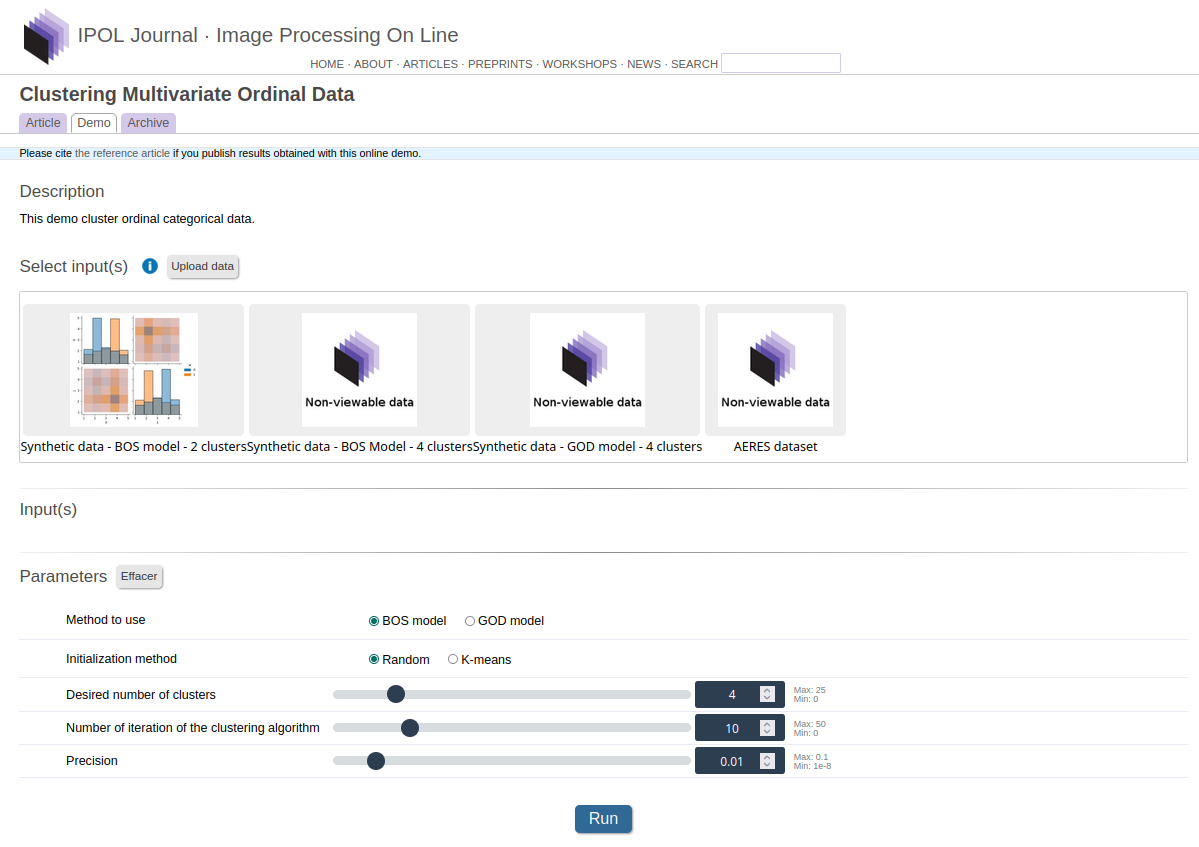 IPOL Journal · Image Processing On Line
HOME · ABOUT · ARTICLES · PREPRINTS · WORKSHOPS · NEWS · SEARCH
Clustering Multivariate Ordinal Data
Article Demo Archive
Please cite the reference article if you publish results obtained with this online demo.
Description
This demo cluster ordinal categorical data.
Select input(s) i Upload data
Non-viewable data Non-viewable data Non-viewable data
Synthetic data - BOS model - 2 clusters Synthetic data - BOS Model - 4 clusters Synthetic data - GOD model - 4 clusters AERES dataset
Input(s)
Parameters Effacer
Method to use BOS model GOD model
Initialization method Random K-means
Desired number of clusters 4 Max: 25
Min: 0
Number of iteration of the clustering algorithm 10 Max: 50
Min: 0
Precision 0.01 Max: 0.1
Min: 1e-8
Run